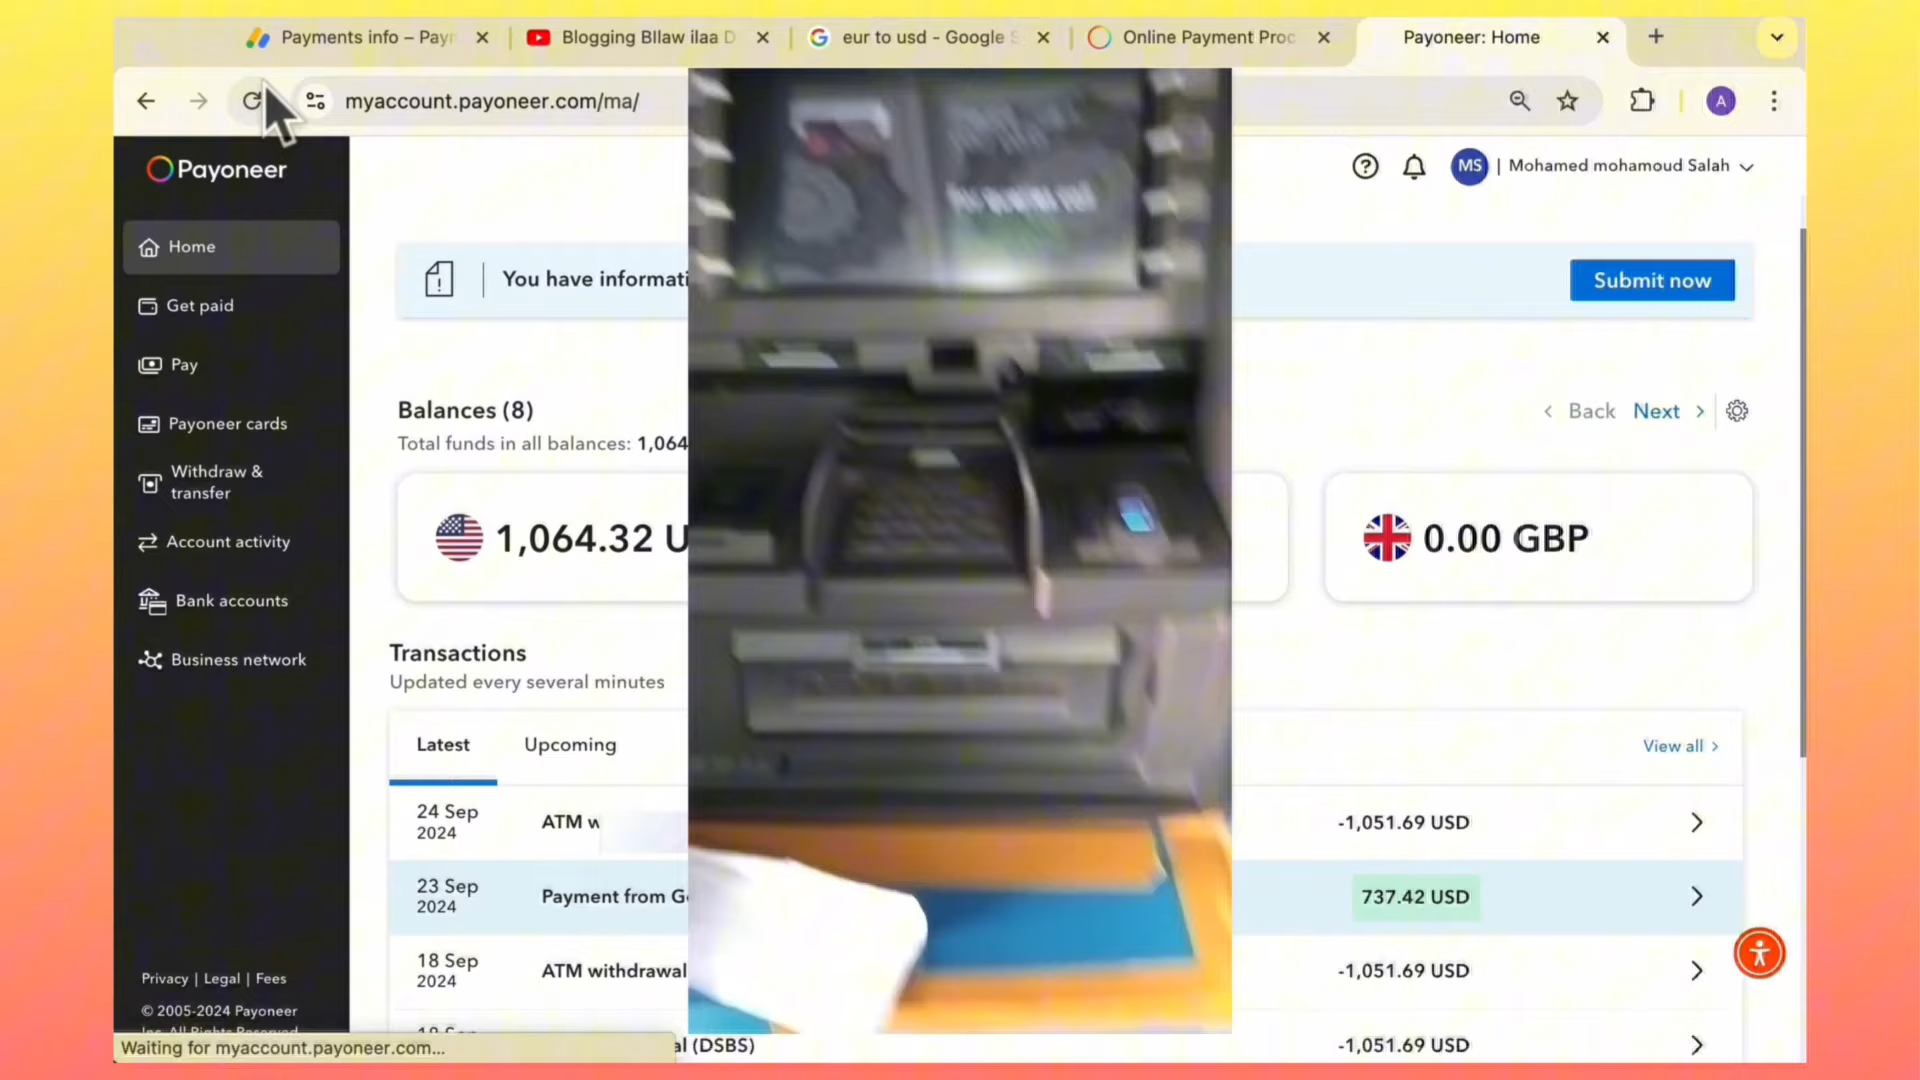 Payments info – Payn
Blogging Bllaw ilaa D
eur to usd - Google S
Online Payment Proc
Payoneer: Home
myaccount.payoneer.com/ma/
A
Payoneer
MS | Mohamed mohamoud Salah
Home
You have informati
Submit now
Get paid
Pay
Payoneer cards
Balances (8)
Back Next
Total funds in all balances: 1,064
Withdraw &
transfer
1,064.32 U
0.00 GBP
Account activity
Bank accounts
Transactions
Business network
Updated every several minutes
Latest Upcoming
View all
24 Sep
2024
ATM w
-1,051.69 USD
23 Sep
2024
Payment from G
737.42 USD
18 Sep
2024
ATM withdrawal
-1,051.69 USD
Privacy | Legal | Fees
© 2005-2024 Payoneer
Inc. All Rights Reserved
Waiting for myaccount.payoneer.com...
al (DSBS)
-1,051.69 USD